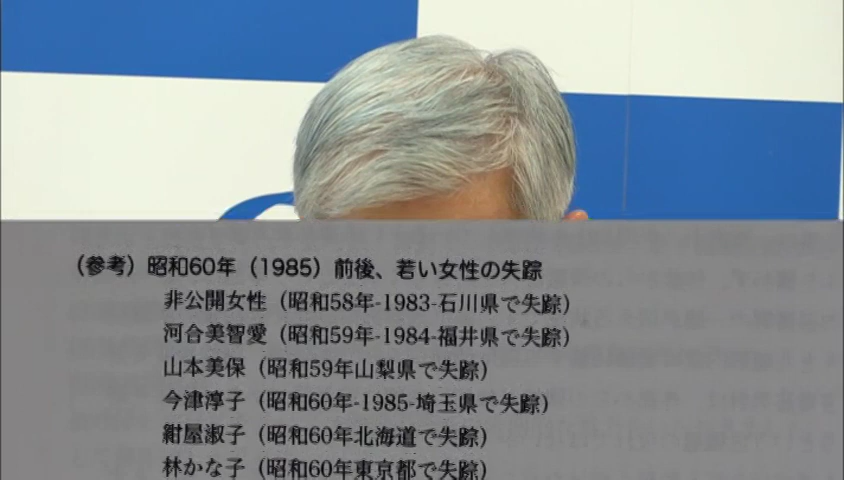 （参考）昭和60年（1985）前後、若い女性の失踪
非公開女性（昭和58年-1983-石川県で失踪）
河合美智愛（昭和59年-1984-福井県で失踪）
山本美保（昭和59年山梨県で失踪）
今津淳子（昭和60年-1985-埼玉県で失踪）
紺屋淑子（昭和60年北海道で失踪）
林かな子（昭和60年東京都で失踪）